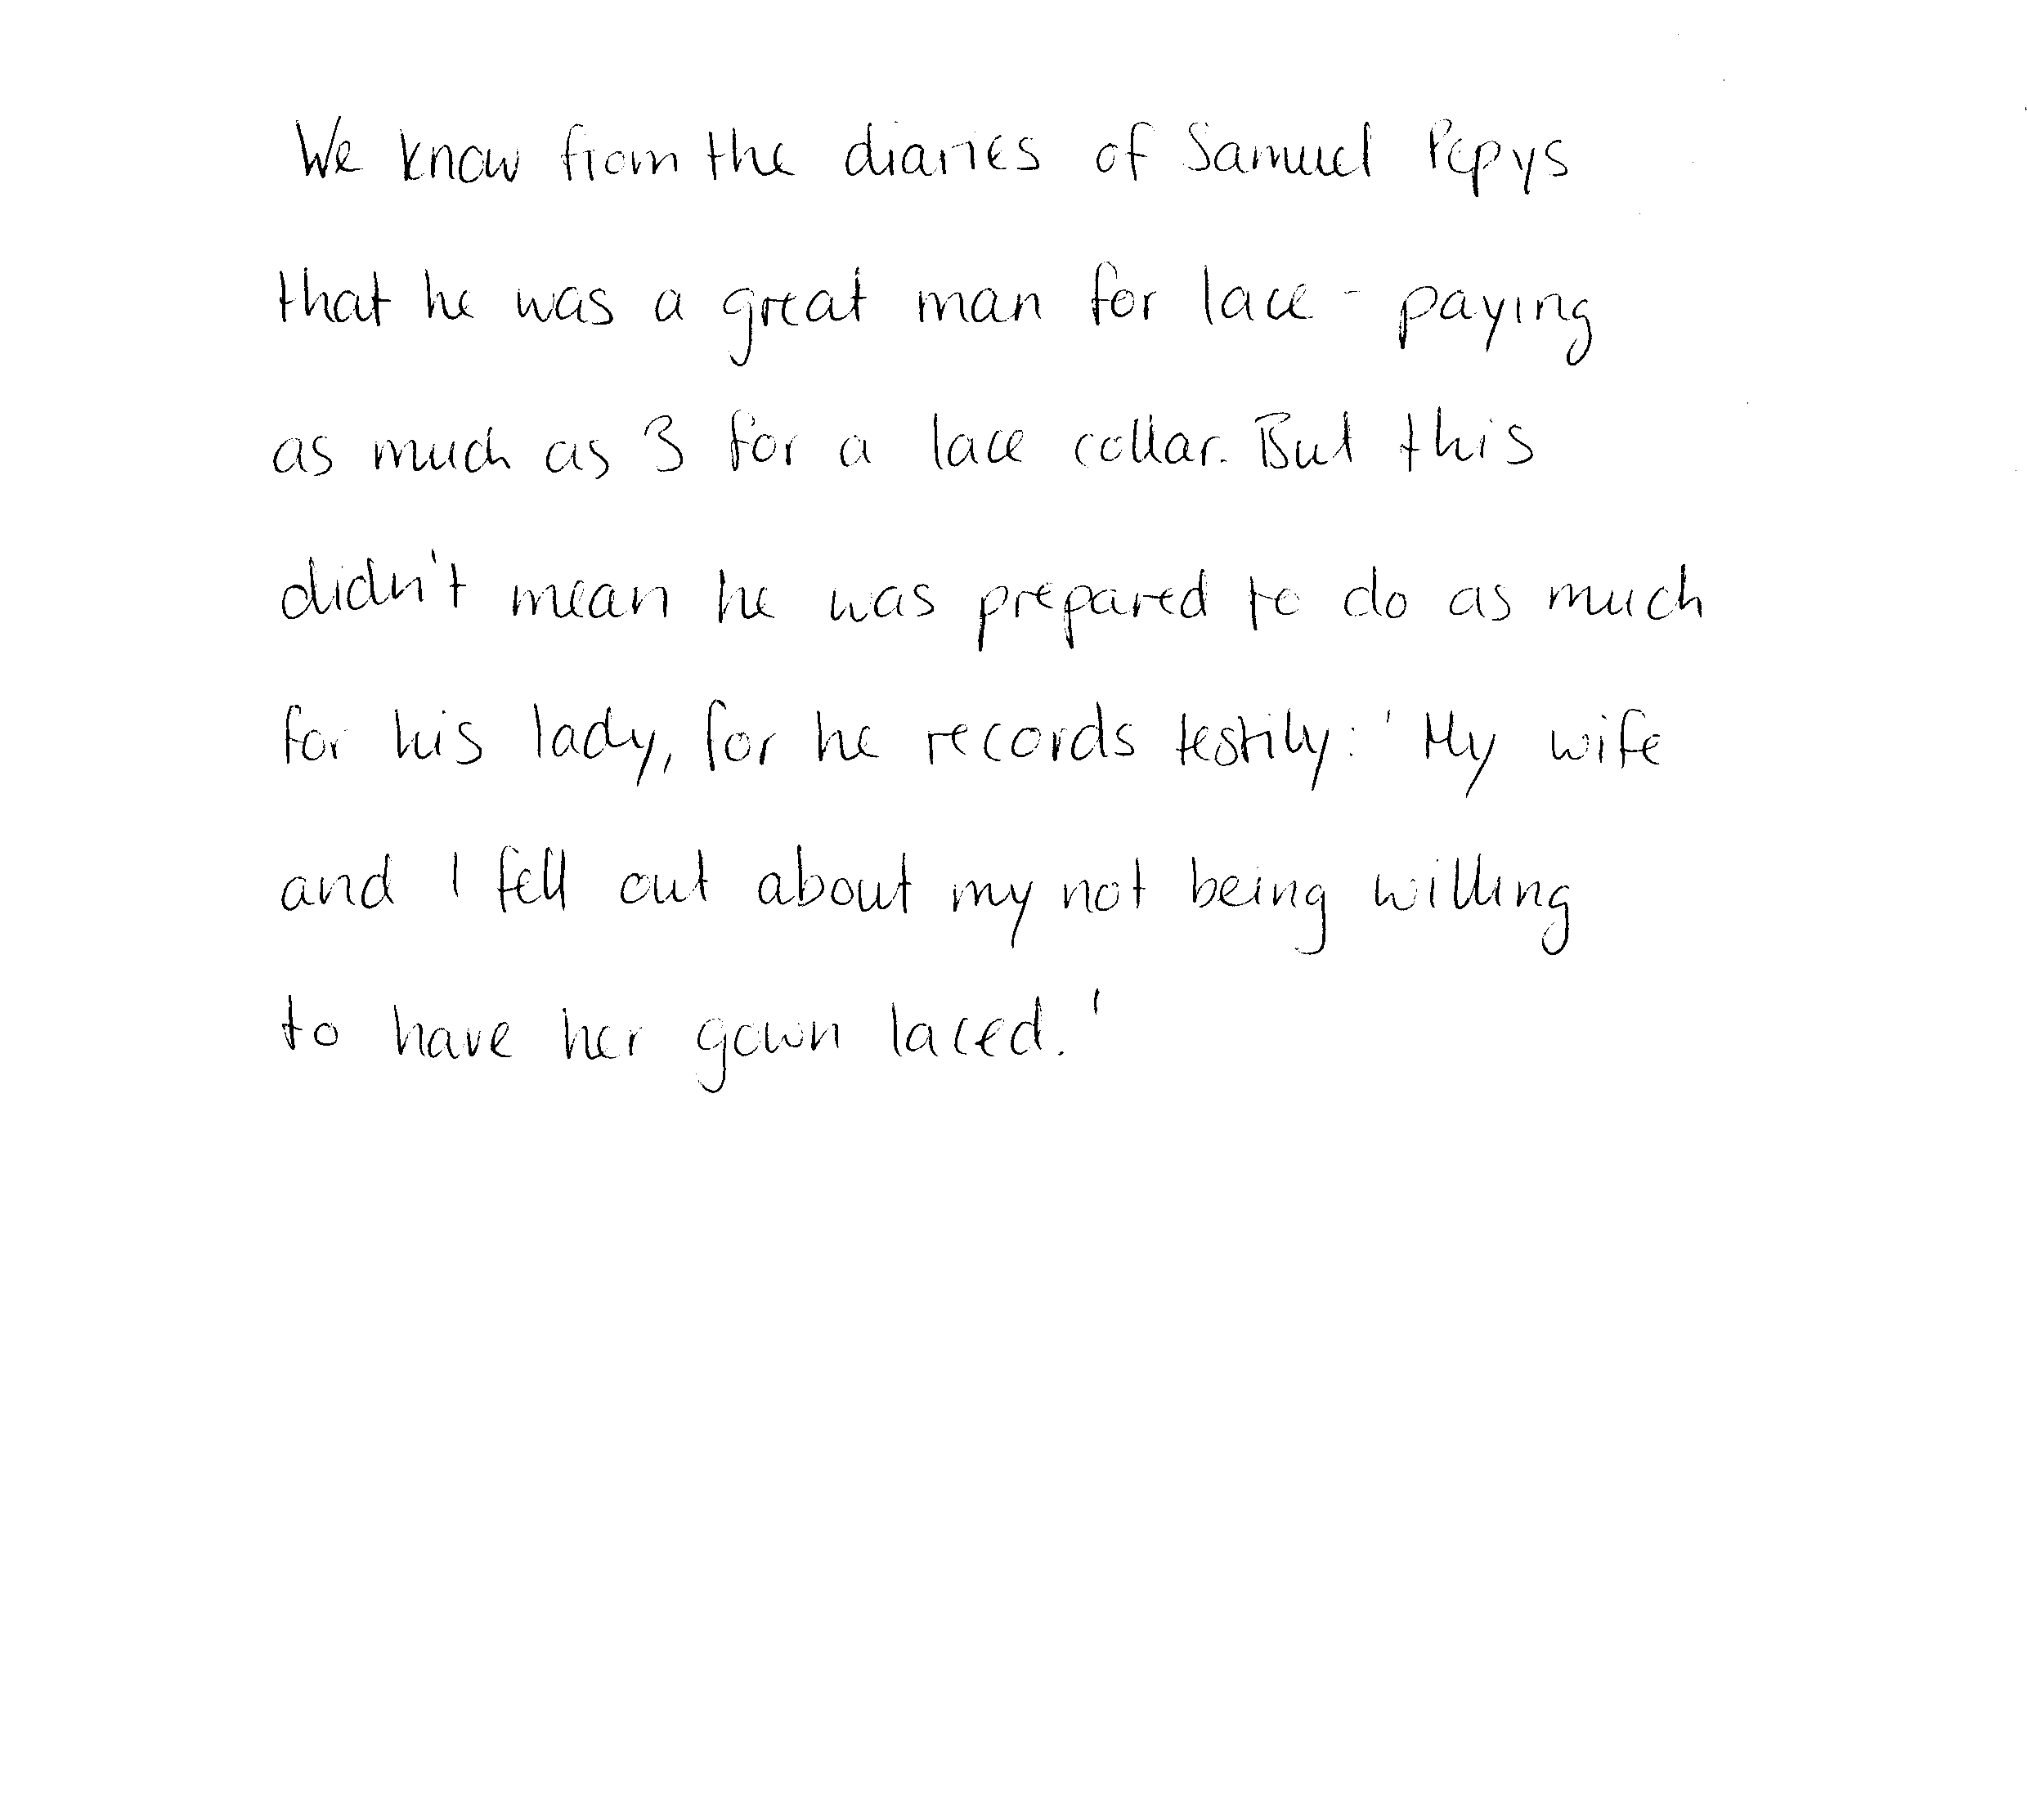 We know from the diaries of Samuel Pepys
that he was a great man for lace - paying
as much as 3 for a lace collar. But this
didn't mean he was prepared to do as much
for his lady, for he records testily: 'My wife
and I fell out about my not being willing
to have her gown laced.'